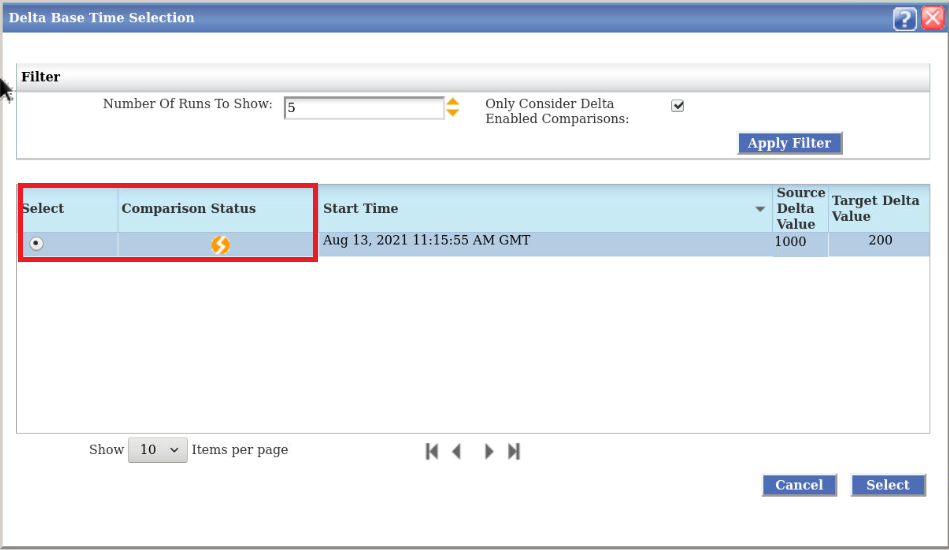 Delta Base Time Selection
?
Filter
Number Of Runs To Show: 5 Only Consider Delta
Enabled Comparisons:
Apply Filter
Select Comparison Status Start Time Source Delta Value Target Delta Value
Aug 13, 2021 11:15:55 AM GMT 1000 200
Show 10 Items per page
Cancel Select